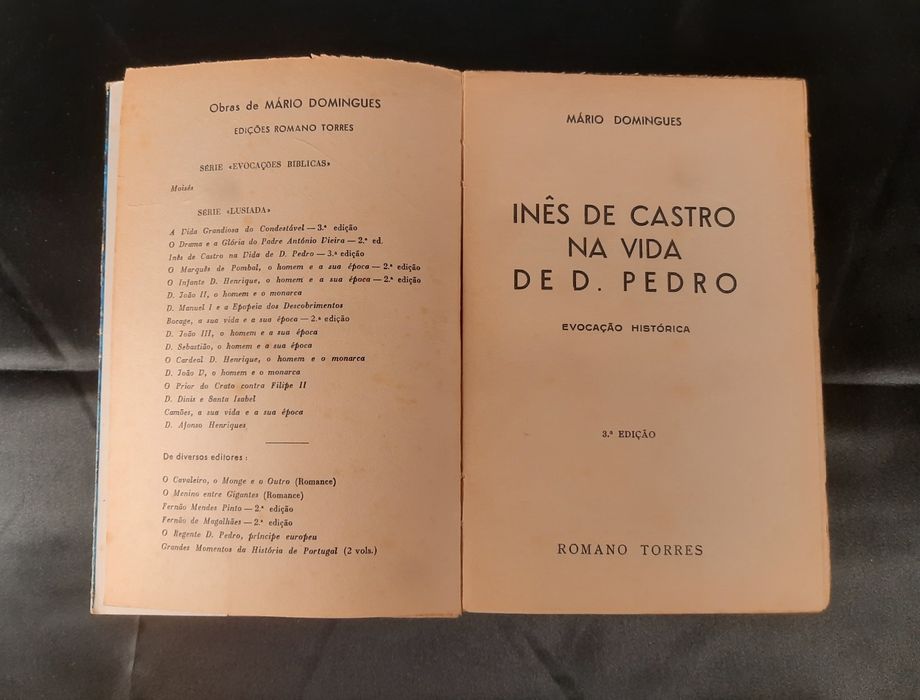 Obras de MÁRIO DOMINGUES
EDIÇÕES ROMANO TORRES
SÉRIE «EVOCAÇÕES BÍBLICAS»
Moisés
SÉRIE «LUSÍADA»
A Vida Grandiosa do Condestável — 3.ª edição
O Drama e a Glória do Padre António Vieira — 2.ª ed.
Inês de Castro na Vida de D. Pedro — 3.ª edição
O Marquês de Pombal, o homem e a sua época — 2.ª edição
O Infante D. Henrique, o homem e a sua época — 2.ª edição
D. João II, o homem e o monarca
D. Manuel I e a Epopeia dos Descobrimentos
Bocage, a sua vida e a sua época — 2.ª edição
D. João III, o homem e a sua época
D. Sebastião, o homem e a sua época
O Cardeal D. Henrique, o homem e o monarca
D. João V, o homem e o monarca
O Prior do Crato contra Filipe II
D. Dinis e Santa Isabel
Camões, a sua vida e a sua época
D. Afonso Henriques
De diversos editores :
O Cavaleiro, o Monge e o Outro (Romance)
O Menino entre Gigantes (Romance)
Fernão Mendes Pinto — 2.ª edição
Fernão de Magalhães — 2.ª edição
O Regente D. Pedro, príncipe europeu
Grandes Momentos da História de Portugal (2 vols.)
MÁRIO DOMINGUES
INÊS DE CASTRO
NA VIDA
DE D. PEDRO
EVOCAÇÃO HISTÓRICA
3.ª EDIÇÃO
ROMANO TORRES